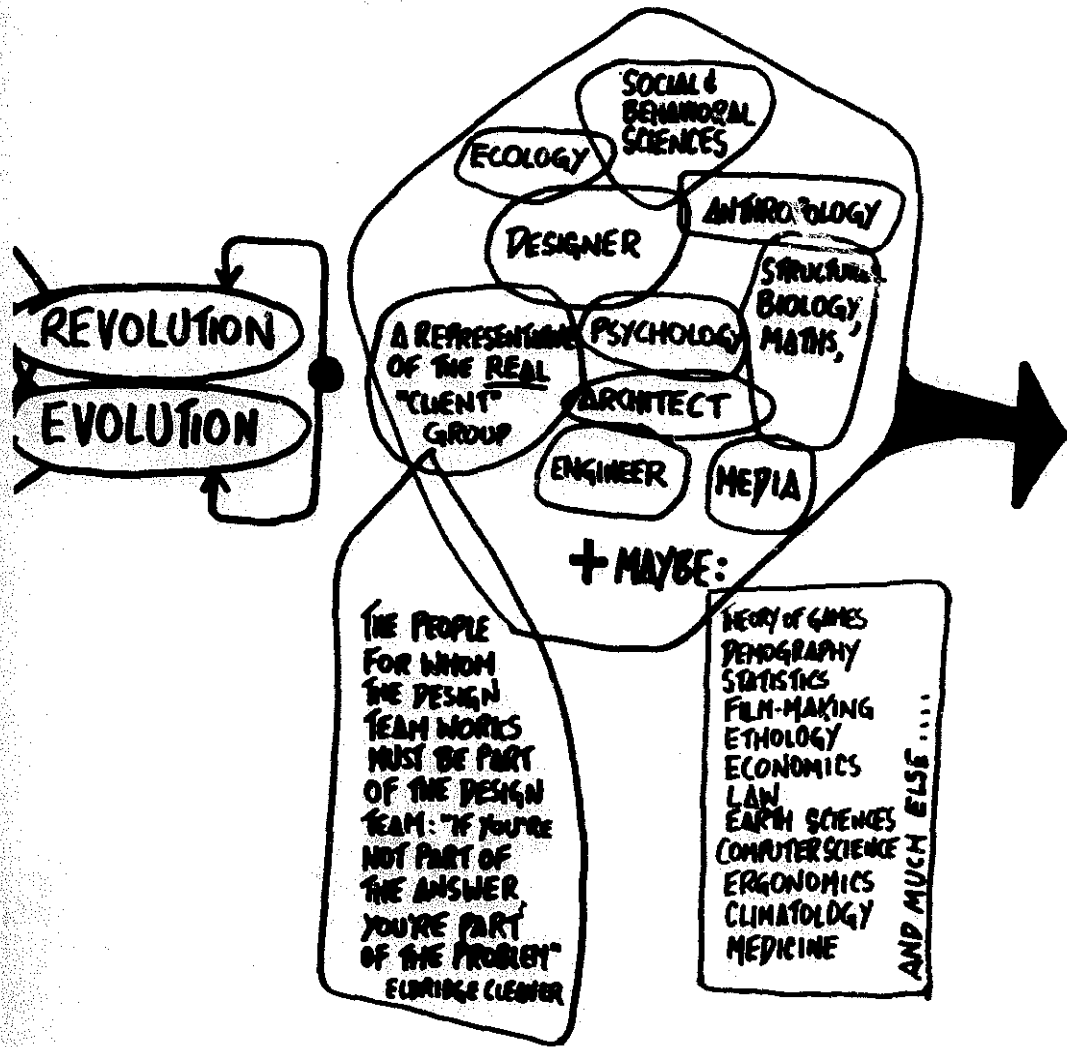 SOCIAL &
BEHAVIORAL
SCIENCES
ECOLOGY
ANTHROPOLOGY
DESIGNER
STRUCTURAL
BIOLOGY,
MATHS,
REVOLUTION
EVOLUTION
A REPRESENTATIVE
OF THE REAL
"CLIENT"
GROUP
PSYCHOLOGY
ARCHITECT
ENGINEER
MEDIA
+ MAYBE:
THE PEOPLE
FOR WHOM
THE DESIGN
TEAM WORKS
MUST BE PART
OF THE DESIGN
TEAM: "IF YOU'RE
NOT PART OF
THE ANSWER,
YOU'RE PART
OF THE PROBLEM"
ELDRIDGE CLEAVER
THEORY OF GAMES
DEMOGRAPHY
STATISTICS
FILM-MAKING
ETHOLOGY
ECONOMICS
LAW
EARTH SCIENCES
COMPUTER SCIENCE
ERGONOMICS
CLIMATOLOGY
MEDICINE
AND MUCH ELSE ....